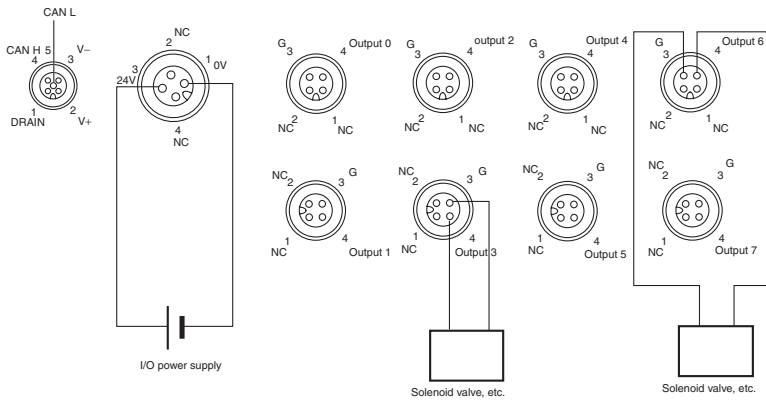 CAN L
CAN H 5 V–
4 3
1 2
DRAIN V+
NC
2
3 1 0V
24V
4
NC
I/O power supply
G
3 4 Output 0
NC 2 1 NC
G
3 4 output 2
NC 2 1 NC
G
3 4 Output 4
NC 2 1 NC
G
3 4 Output 6
NC 2 1 NC
NC 2 3 G
1 4
NC Output 1
NC 2 3 G
1 4
NC Output 3
NC 2 3 G
1 4
NC Output 5
NC 2 3 G
1 4
NC Output 7
Solenoid valve, etc.
Solenoid valve, etc.